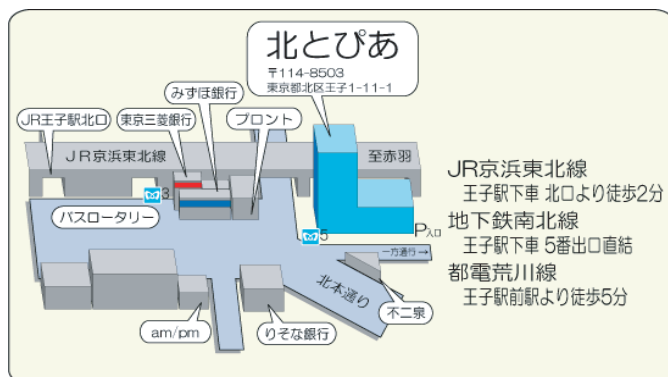 北とぴあ
〒114-8503
東京都北区王子1-11-1
みずほ銀行
JR王子駅北口
東京三菱銀行
プロント
JR京浜東北線
至赤羽
3
バスロータリー
5
P入口
一方通行→
北本通り
不二泉
am/pm
りそな銀行
JR京浜東北線
王子駅下車 北口より徒歩2分
地下鉄南北線
王子駅下車 5番出口直結
都電荒川線
王子駅前駅より徒歩5分